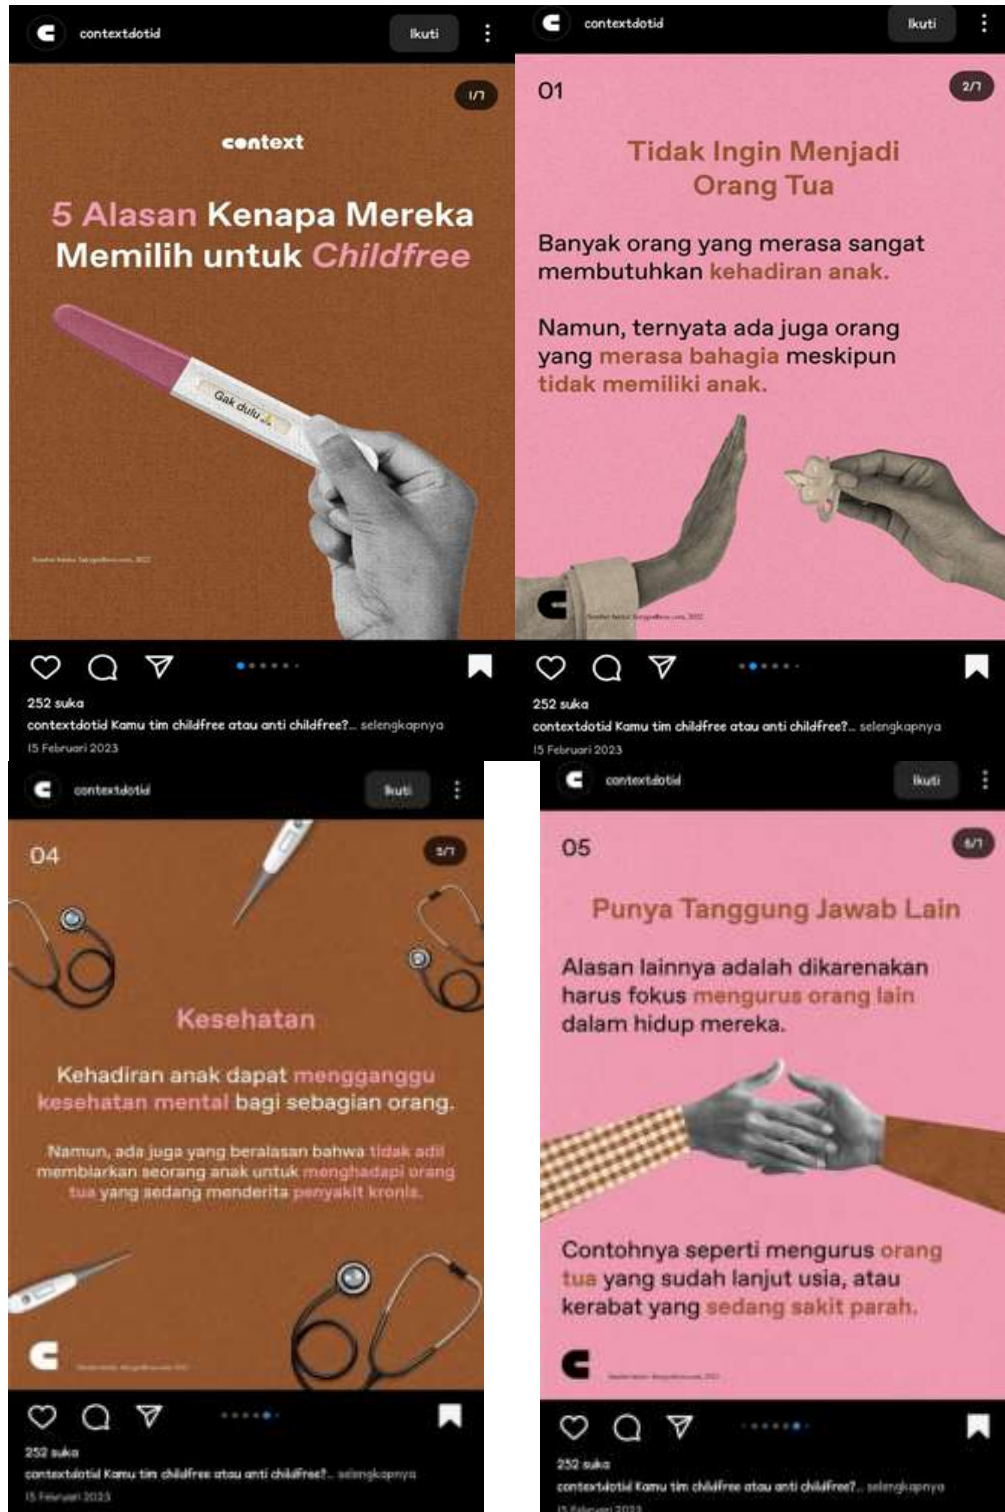 contextdotid
Ikuti
1/7
context
5 Alasan Kenapa Mereka
Memilih untuk Childfree
Gak dulu
252 suka
contextdotid Kamu tim childfree atau anti childfree?... selengkapnya
15 Februari 2023
contextdotid
Ikuti
01
2/7
Tidak Ingin Menjadi
Orang Tua
Banyak orang yang merasa sangat
membutuhkan kehadiran anak.
Namun, ternyata ada juga orang
yang merasa bahagia meskipun
tidak memiliki anak.
252 suka
contextdotid Kamu tim childfree atau anti childfree?... selengkapnya
15 Februari 2023
contextdotid
Ikuti
04
5/7
Kesehatan
Kehadiran anak dapat mengganggu
kesehatan mental bagi sebagian orang.
Namun, ada juga yang beralasan bahwa tidak adil
membiarkan seorang anak untuk menghadapi orang
tua yang sedang menderita penyakit kronis.
252 suka
contextdotid Kamu tim childfree atau anti childfree?... selengkapnya
15 Februari 2023
contextdotid
Ikuti
05
6/7
Punya Tanggung Jawab Lain
Alasan lainnya adalah dikarenakan
harus fokus mengurus orang lain
dalam hidup mereka.
Contohnya seperti mengurus orang
tua yang sudah lanjut usia, atau
kerabat yang sedang sakit parah.
252 suka
contextdotid Kamu tim childfree atau anti childfree?... selengkapnya
15 Februari 2023